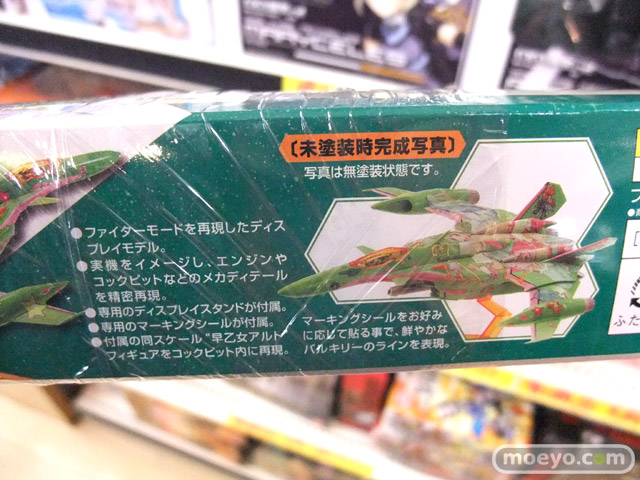 〔未塗装時完成写真〕
写真は無塗装状態です。
●ファイターモードを再現したディス
プレイモデル。
●実機をイメージし、エンジンや
コックピットなどのメカディテール
を精密再現。
●専用のディスプレイスタンドが付属。
●専用のマーキングシールが付属。
●付属の同スケール“早乙女アルト”
フィギュアをコックピット内に再現。
マーキングシールをお好み
に応じて貼る事で、鮮やかな
バルキリーのラインを表現。
ふた
moeyo.com